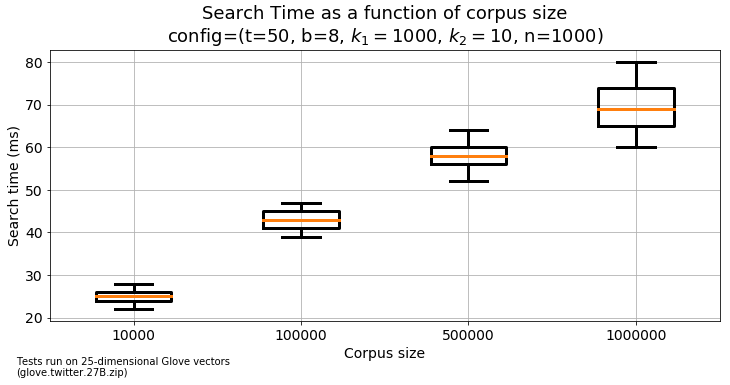 Search Time as a function of corpus size
config=(t=50, b=8, k₁ = 1000, k₂ = 10, n=1000)
80
70
60
50
40
30
20
Search time (ms)
10000 100000 500000 1000000
Corpus size
Tests run on 25-dimensional Glove vectors
(glove.twitter.27B.zip)